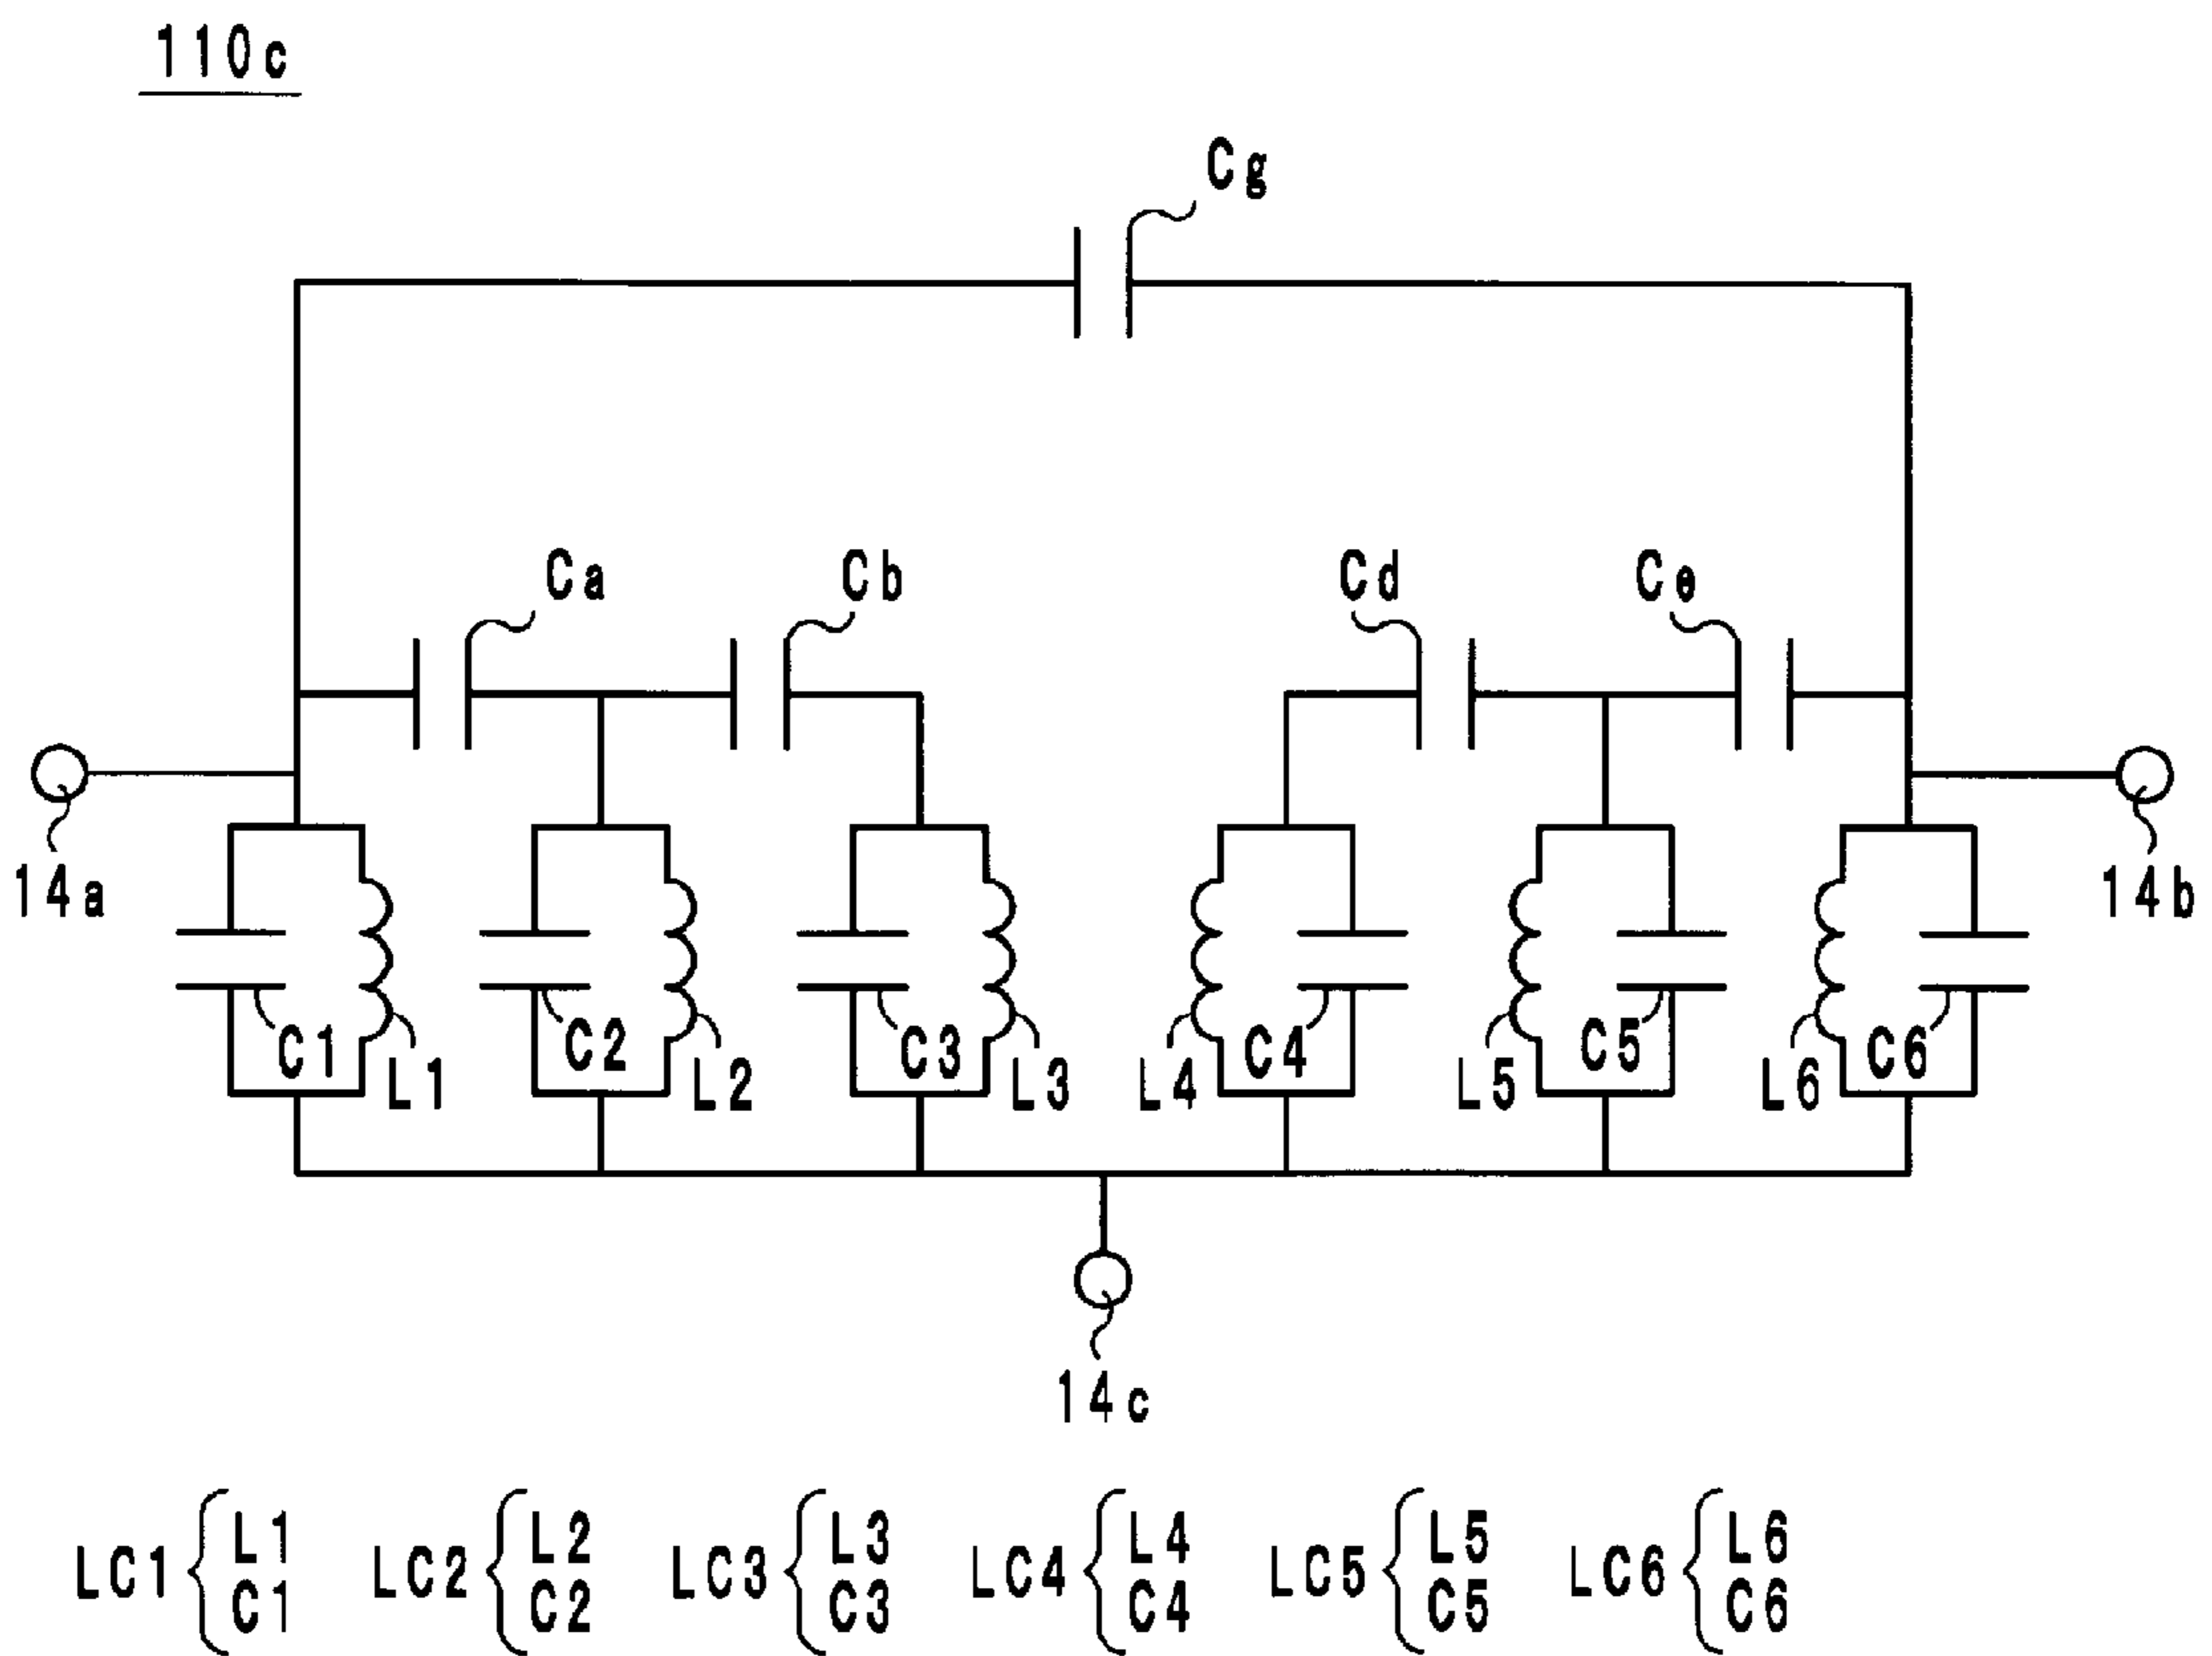 110c
Cg
Ca Cb Cd Ce
14a 14b
C1 C2 C3 C4 C5 C6
L1 L2 L3 L4 L5 L6
14c
LC1 { L1 C1 LC2 { L2 C2 LC3 { L3 C3 LC4 { L4 C4 LC5 { L5 C5 LC6 { L6 C6